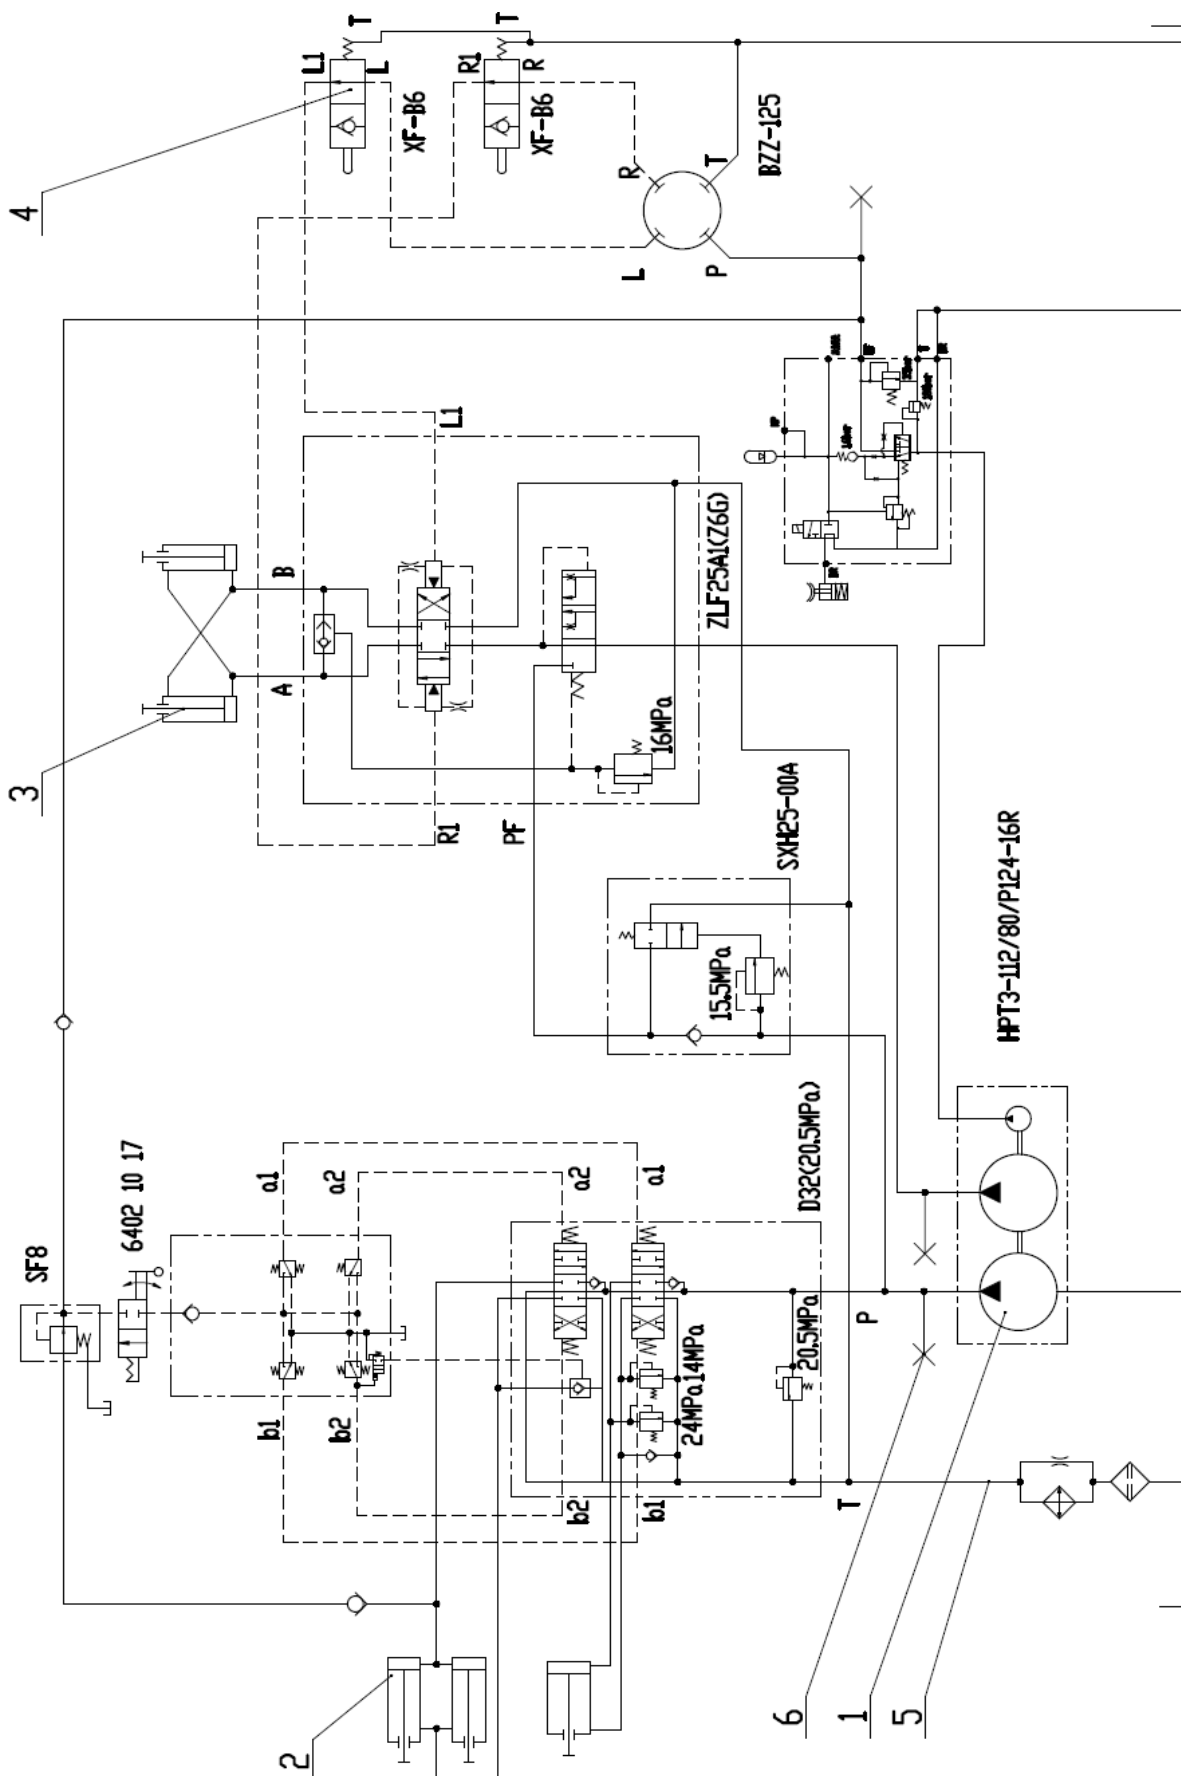 T
T
L1
L
R1
R
XF-B6
XF-B6
4
R
T
L
P
BZZ-125
L1
B
A
3
ZLF25A1(Z6G)
16MPa
R1
PF
SXH25-00A
15.5MPa
HPT3-112/80/P124-16R
SF8
6402 10 17
a1
a2
a2
a1
D32(20.5MPa)
P
20.5MPa
24MPa
14MPa
b1
b2
b2
b1
T
2
6
1
5